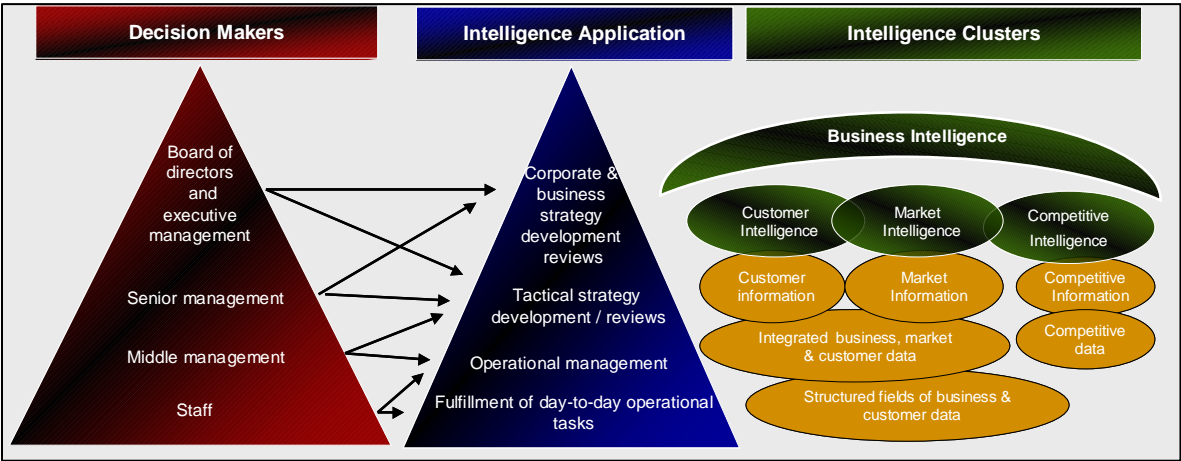 Decision Makers
Intelligence Application
Intelligence Clusters
Board of
directors
and
executive
management
Senior management
Middle management
Staff
Corporate &
business
strategy
development
reviews
Tactical strategy
development / reviews
Operational management
Fulfillment of day-to-day operational
tasks
Business Intelligence
Customer
Intelligence
Market
Intelligence
Competitive
Intelligence
Customer
information
Market
Information
Competitive
Information
Integrated business, market
& customer data
Competitive
data
Structured fields of business &
customer data